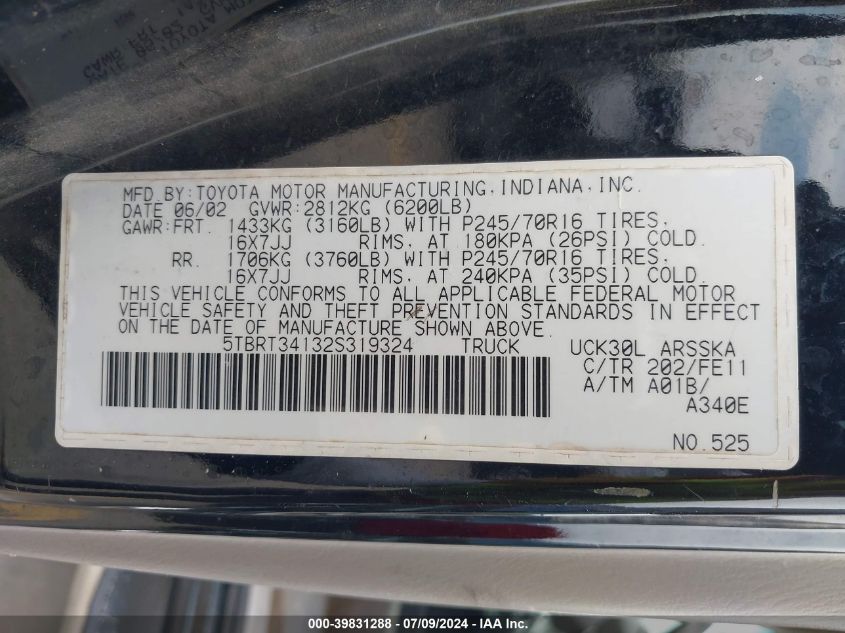 MFD. BY: TOYOTA MOTOR MANUFACTURING, INDIANA, INC.
DATE 06/02 GVWR: 2812KG (6200LB)
GAWR: FRT. 1433KG (3160LB) WITH P245/70R16 TIRES,
16X7JJ RIMS, AT 180KPA (26PSI) COLD.
RR. 1706KG (3760LB) WITH P245/70R16 TIRES,
16X7JJ RIMS, AT 240KPA (35PSI) COLD.
THIS VEHICLE CONFORMS TO ALL APPLICABLE FEDERAL MOTOR
VEHICLE SAFETY AND THEFT PREVENTION STANDARDS IN EFFECT
ON THE DATE OF MANUFACTURE SHOWN ABOVE.
5TBRT34132S319324 TRUCK UCK30L ARSSKA
C/TR 202/FE11
A/TM A01B/
A340E
NO. 525
000-39831288 - 07/09/2024 - IAAI.COM